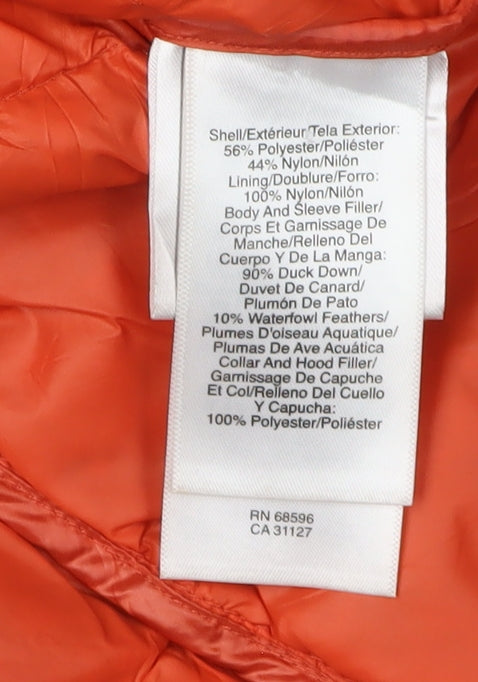 Shell/Extérieur/Tela Exterior:
56% Polyester/Poliéster
44% Nylon/Nilón
Lining/Doublure/Forro:
100% Nylon/Nilón
Body And Sleeve Filler/
Corps Et Garnissage De
Manche/Relleno Del
Cuerpo Y De La Manga:
90% Duck Down/
Duvet De Canard/
Plumón De Pato
10% Waterfowl Feathers/
Plumes D'oiseau Aquatique/
Plumas De Ave Acuática
Collar And Hood Filler/
Garnissage De Capuche
Et Col/Relleno Del Cuello
Y Capucha:
100% Polyester/Poliéster
RN 68596
CA 31127